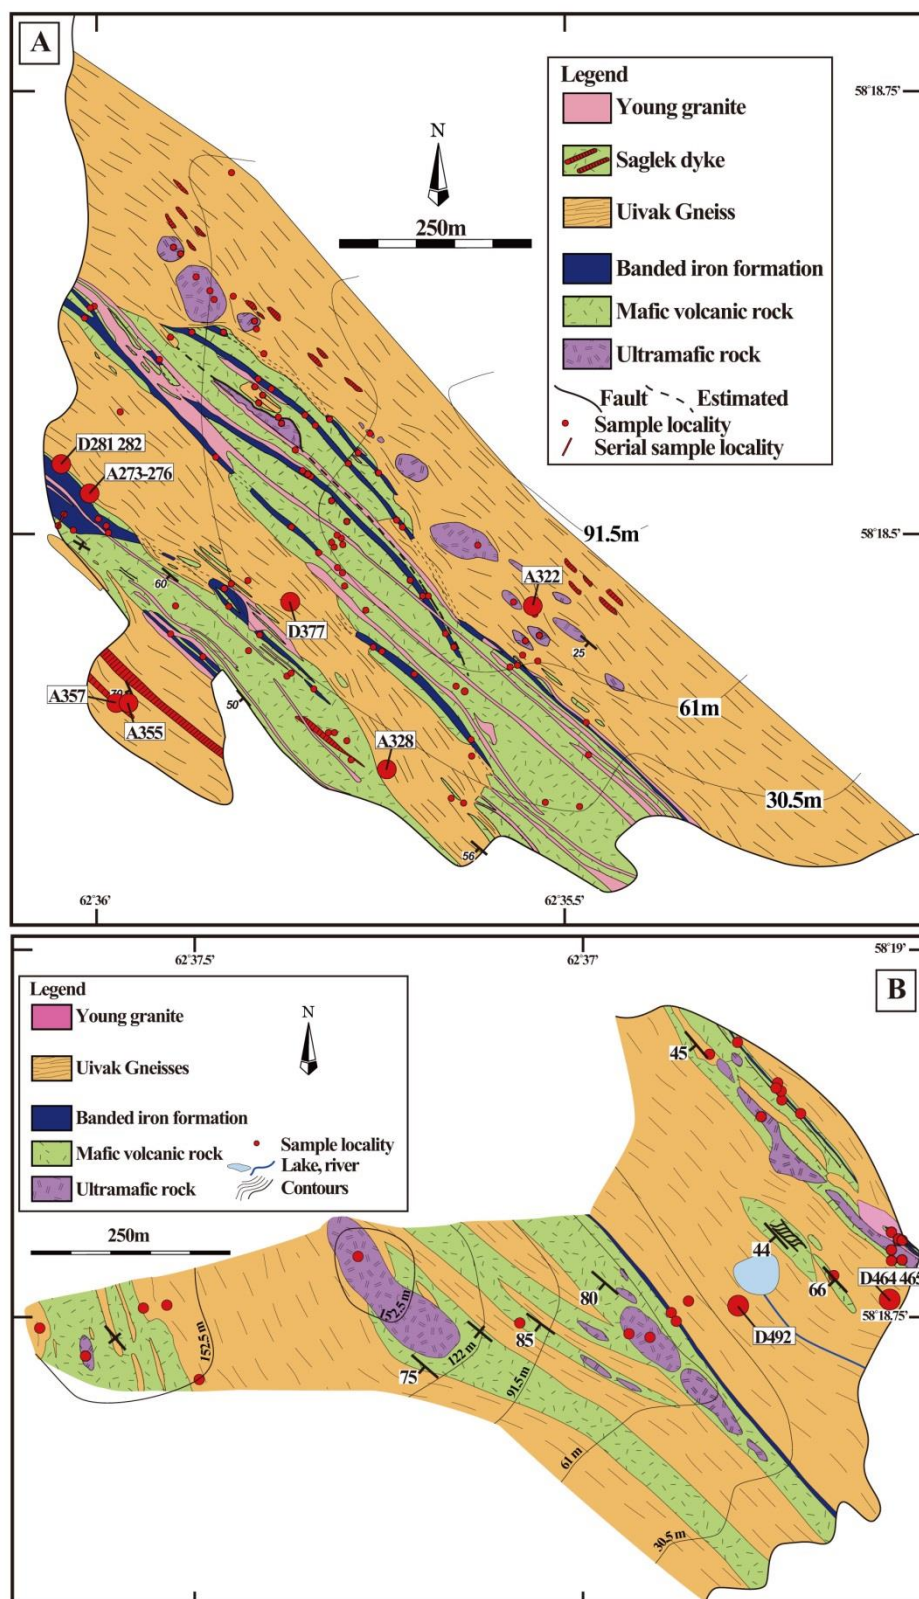 A
N
250m
Legend
Young granite
Saglek dyke
Uivak Gneiss
Banded iron formation
Mafic volcanic rock
Ultramafic rock
Fault
Estimated
Sample locality
Serial sample locality
58°18.75'
D281 282
A273-276
91.5m
58°18.5'
60
A322
25
D377
70
A357
A355
50
61m
A328
30.5m
56
62°36'
62°35.5'
62°37.5'
62°37'
58°19'
B
Legend
Young granite
Uivak Gneisses
Banded iron formation
Mafic volcanic rock
Ultramafic rock
N
Sample locality
Lake, river
Contours
250m
45
44
66
D464 465
58°18.75'
80
D492
152.5 m
152.5 m
85
122 m
75
91.5 m
61 m
30.5 m